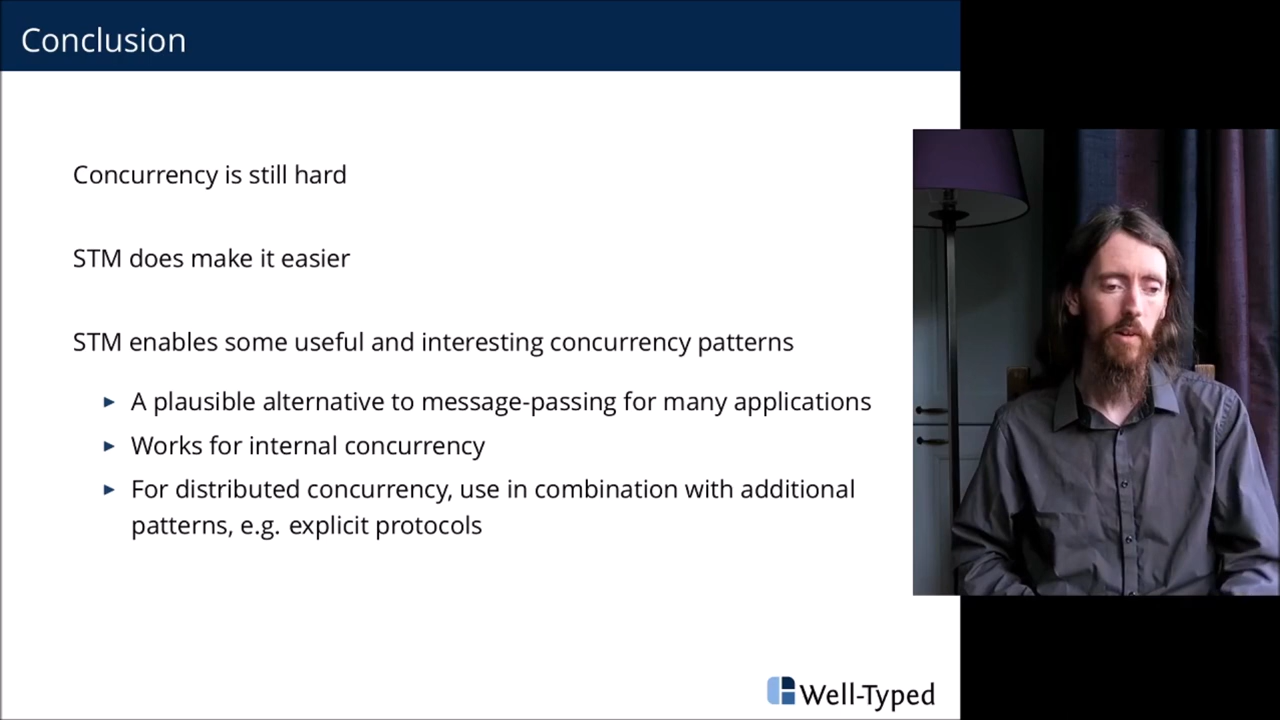 Conclusion
Concurrency is still hard
STM does make it easier
STM enables some useful and interesting concurrency patterns
► A plausible alternative to message-passing for many applications
► Works for internal concurrency
► For distributed concurrency, use in combination with additional
patterns, e.g. explicit protocols
Well-Typed